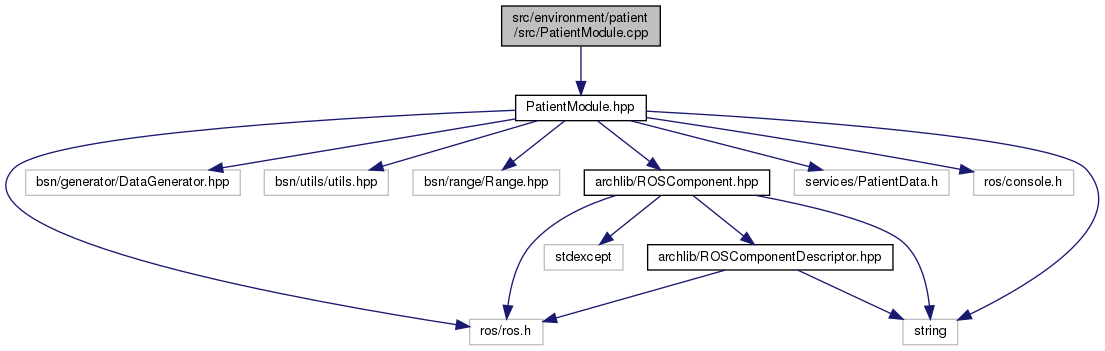 src/environment/patient
/src/PatientModule.cpp
PatientModule.hpp
bsn/generator/DataGenerator.hpp
bsn/utils/utils.hpp
bsn/range/Range.hpp
archlib/ROSComponent.hpp
services/PatientData.h
ros/console.h
stdexcept
archlib/ROSComponentDescriptor.hpp
ros/ros.h
string